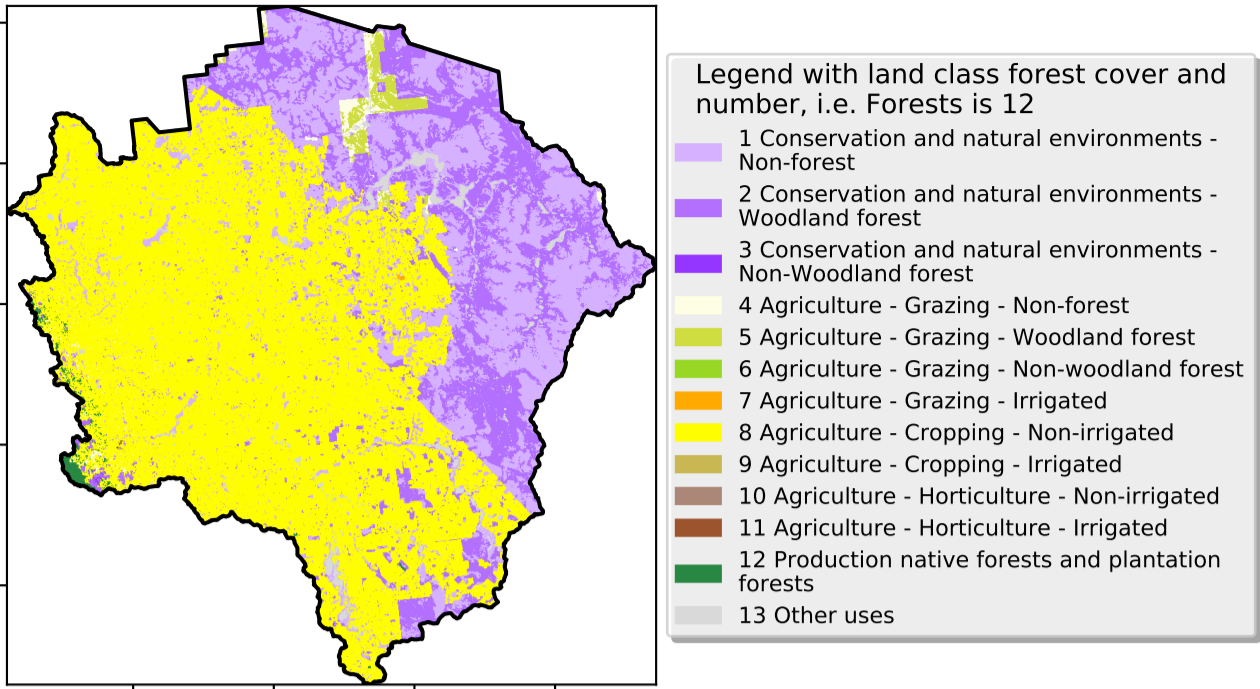 Legend with land class forest cover and
number, i.e. Forests is 12
1 Conservation and natural environments -
Non-forest
2 Conservation and natural environments -
Woodland forest
3 Conservation and natural environments -
Non-Woodland forest
4 Agriculture - Grazing - Non-forest
5 Agriculture - Grazing - Woodland forest
6 Agriculture - Grazing - Non-woodland forest
7 Agriculture - Grazing - Irrigated
8 Agriculture - Cropping - Non-irrigated
9 Agriculture - Cropping - Irrigated
10 Agriculture - Horticulture - Non-irrigated
11 Agriculture - Horticulture - Irrigated
12 Production native forests and plantation
forests
13 Other uses